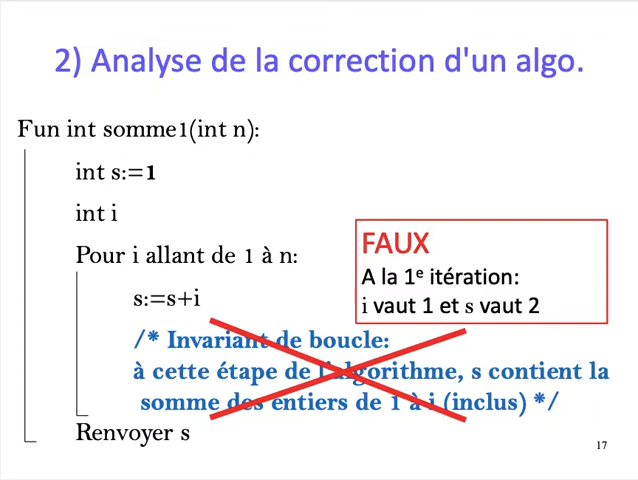 2) Analyse de la correction d'un algo.
Fun int somme1(int n):
int s:=1
int i
Pour i allant de 1 à n:
s:=s+i
FAUX
A la 1e itération:
i vaut 1 et s vaut 2
/* Invariant de boucle:
à cette étape de l'algorithme, s contient la
somme des entiers de 1 à i (inclus) */
Renvoyer s
17